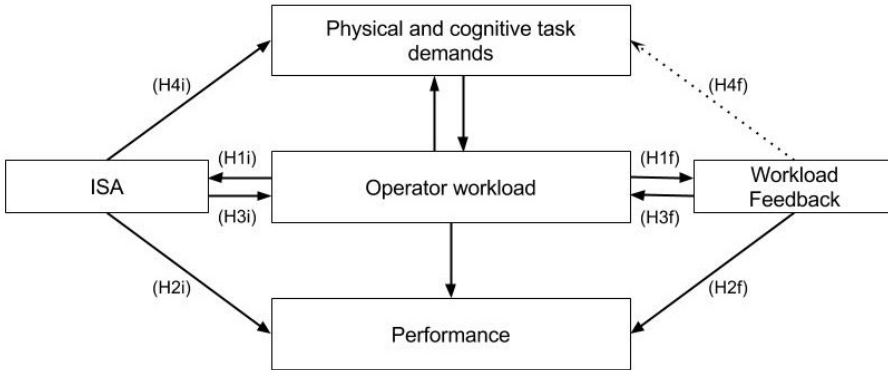 Physical and cognitive task
demands
(H4i)
(H4f)
(H1i)
(H1f)
ISA
Operator workload
Workload
Feedback
(H3i)
(H3f)
(H2i)
(H2f)
Performance